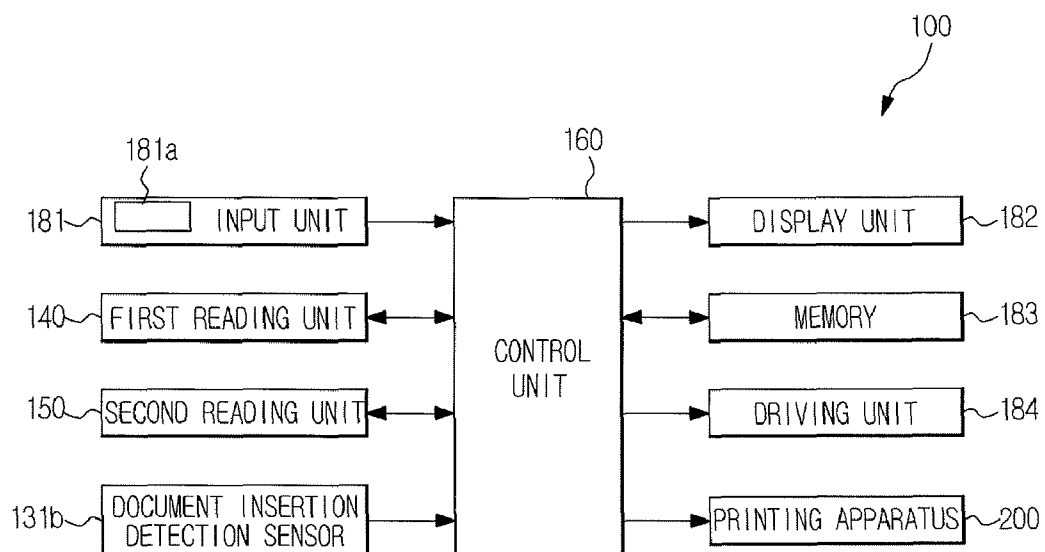 100
181a
160
181 INPUT UNIT
DISPLAY UNIT 182
140 FIRST READING UNIT
MEMORY 183
CONTROL
UNIT
150 SECOND READING UNIT
DRIVING UNIT 184
131b DOCUMENT INSERTION
DETECTION SENSOR
PRINTING APPARATUS 200